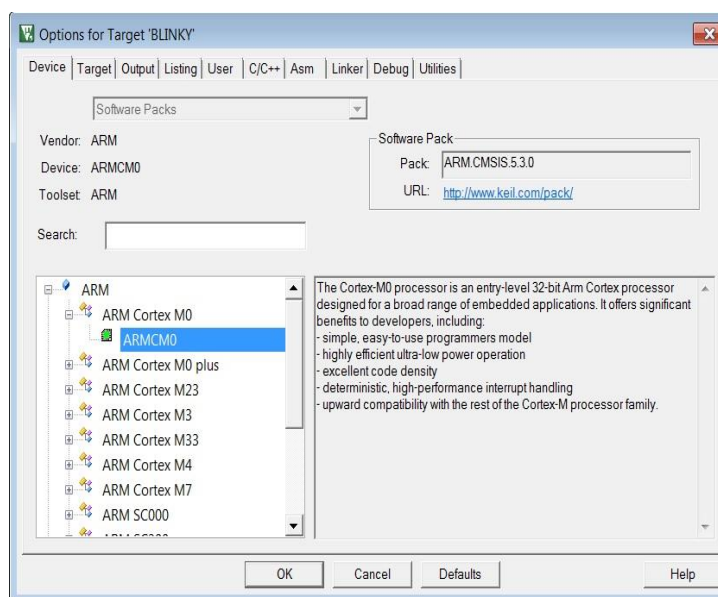 Options for Target 'BLINKY'
Device Target Output Listing User C/C++ Asm Linker Debug Utilities
Software Packs
Vendor: ARM
Device: ARMCM0
Toolset: ARM
Search:
Software Pack
Pack: ARM.CMSIS.5.3.0
URL: http://www.keil.com/pack/
ARM
ARM Cortex M0
ARMCM0
ARM Cortex M0 plus
ARM Cortex M23
ARM Cortex M3
ARM Cortex M33
ARM Cortex M4
ARM Cortex M7
ARM SC000
The Cortex-M0 processor is an entry-level 32-bit Arm Cortex processor
designed for a broad range of embedded applications. It offers significant
benefits to developers, including:
- simple, easy-to-use programmers model
- highly efficient ultra-low power operation
- excellent code density
- deterministic, high-performance interrupt handling
- upward compatibility with the rest of the Cortex-M processor family.
OK Cancel Defaults Help